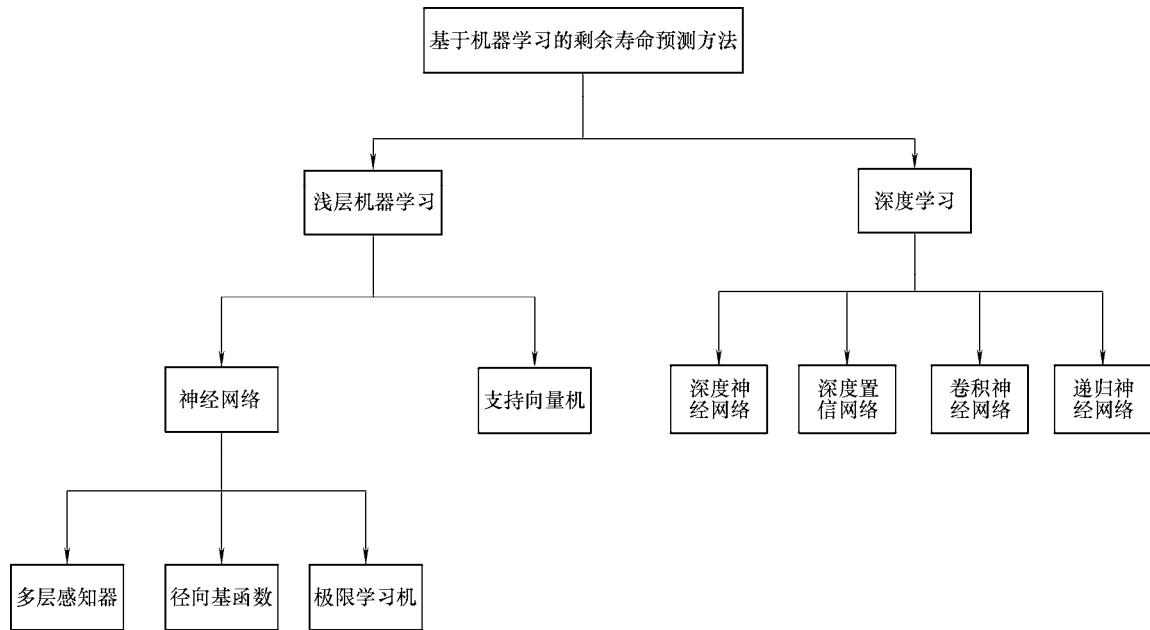 基于机器学习的剩余寿命预测方法
浅层机器学习
深度学习
神经网络
支持向量机
深度神
经网络
深度置
信网络
卷积神
经网络
递归神
经网络
多层感知器
径向基函数
极限学习机